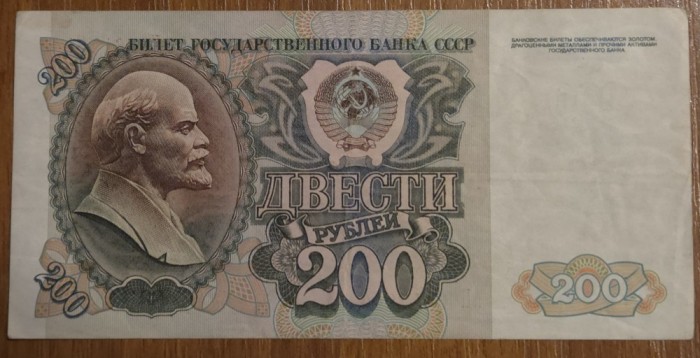 БИЛЕТ ГОСУДАРСТВЕННОГО БАНКА СССР
БАНКОВСКИЕ БИЛЕТЫ ОБЕСПЕЧИВАЮТСЯ ЗОЛОТОМ,
ДРАГОЦЕННЫМИ МЕТАЛЛАМИ И ПРОЧИМИ АКТИВАМИ
ГОСУДАРСТВЕННОГО БАНКА
200
ДВЕСТИ
РУБЛЕЙ
200
200
200